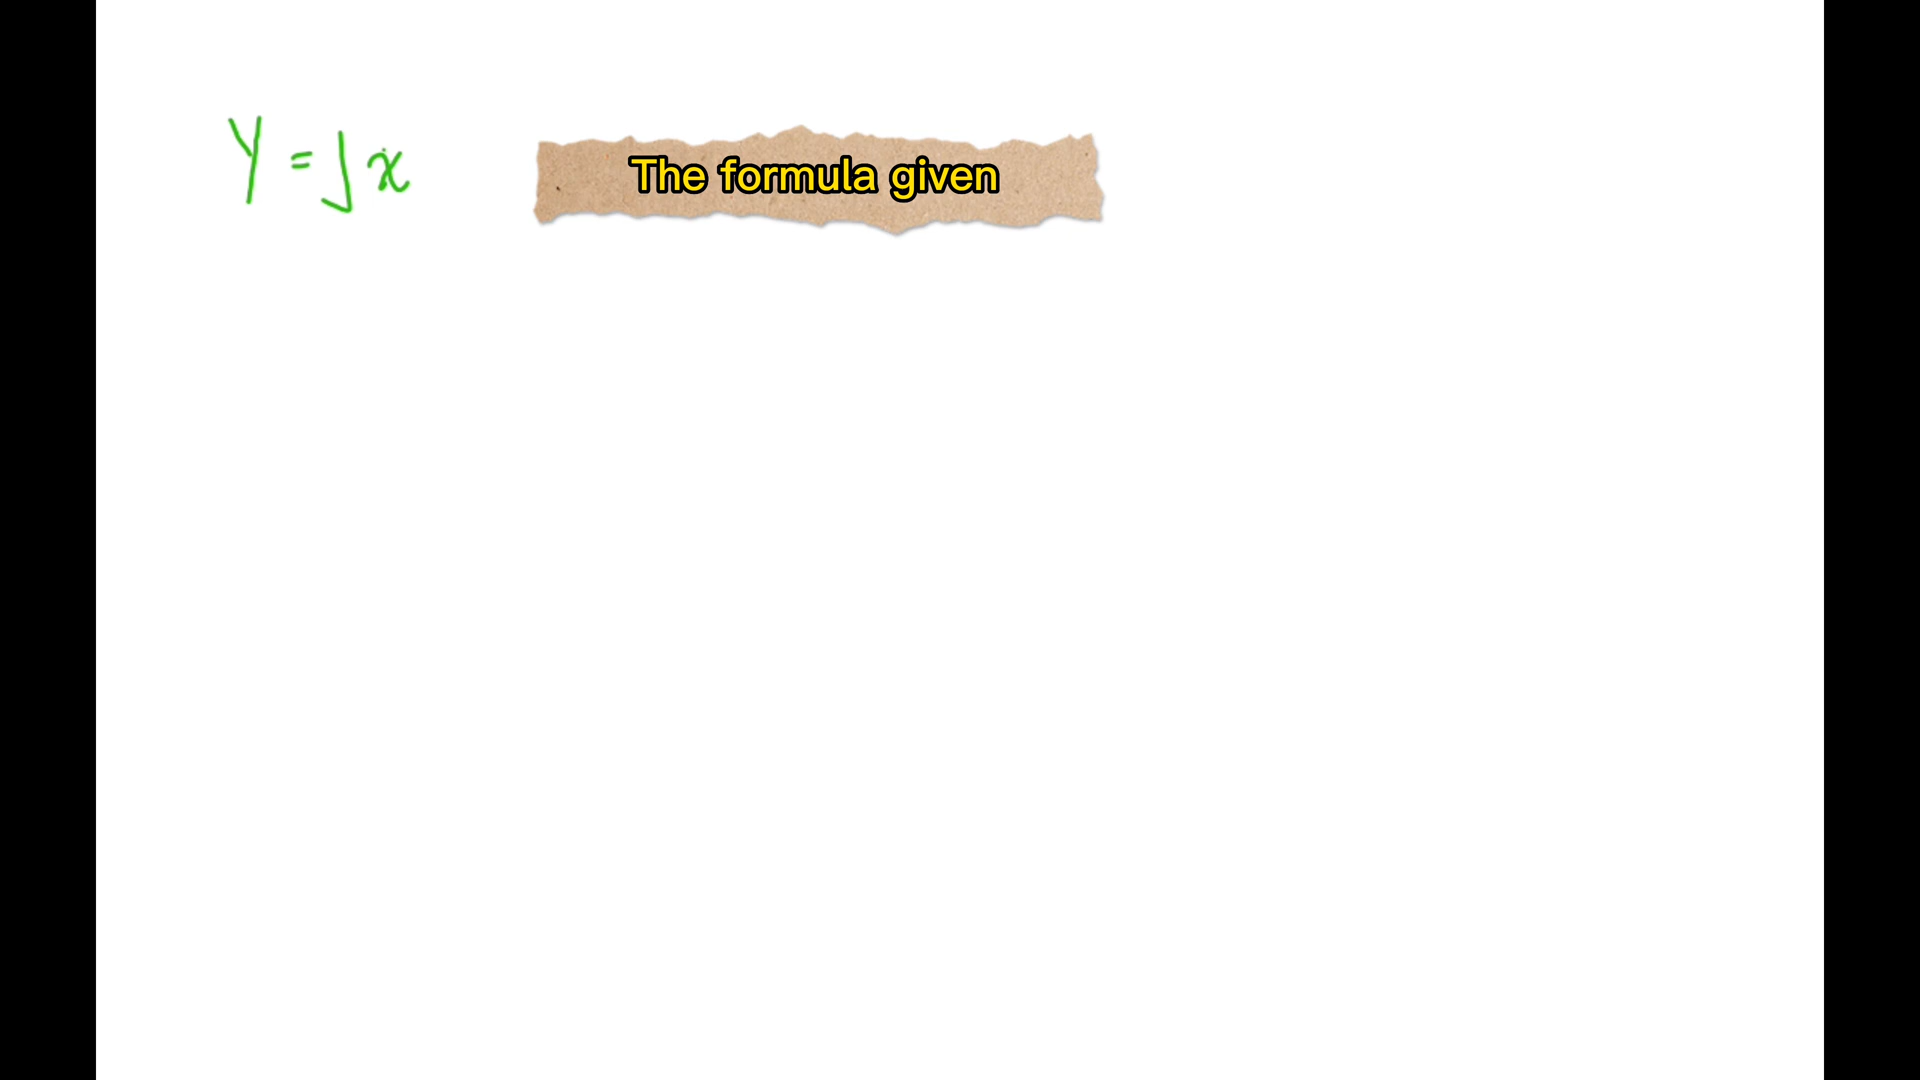 Y = ∫ x
The formula given